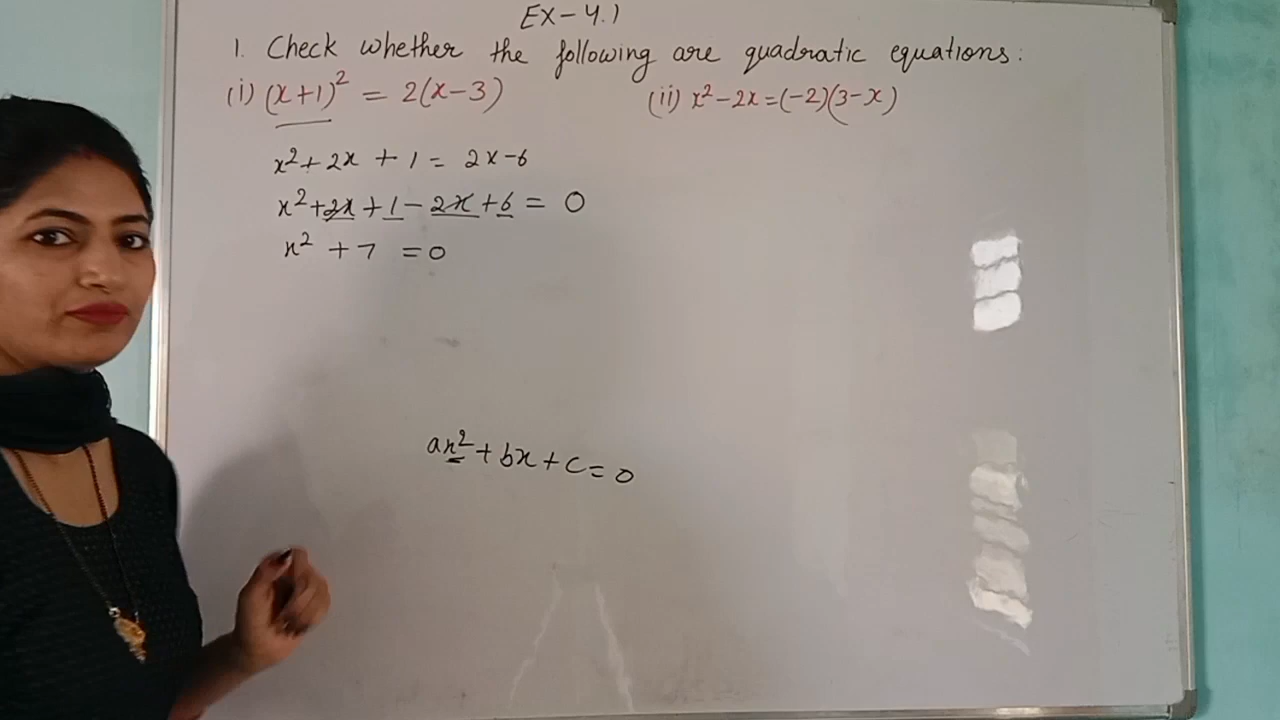 EX-4.1
1. Check whether the following are quadratic equations:
(i) (x+1)² = 2(x-3) (ii) x²-2x=(-2)(3-x)
x²+2x+1=2x-6
x²+2x+1-2x+6=0
x²+7=0
ax²+bx+c=0